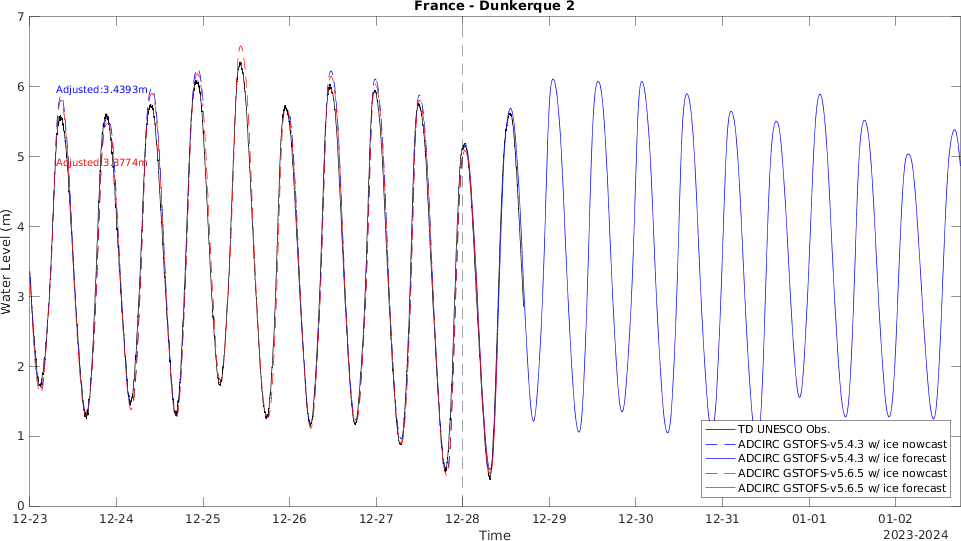 France - Dunkerque 2
7
6
5
4
3
2
1
0
Water Level (m)
Adjusted:3.4393m
Adjusted:3.3774m
TD UNESCO Obs.
ADCIRC GSTOFS-v5.4.3 w/ ice nowcast
ADCIRC GSTOFS-v5.4.3 w/ ice forecast
ADCIRC GSTOFS-v5.6.5 w/ ice nowcast
ADCIRC GSTOFS-v5.6.5 w/ ice forecast
12-23 12-24 12-25 12-26 12-27 12-28 12-29 12-30 12-31 01-01 01-02
Time
2023-2024